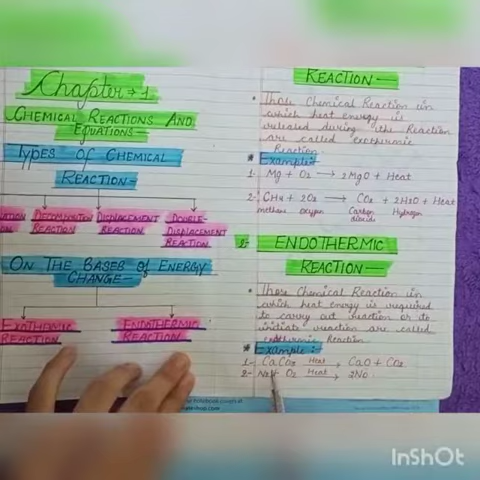 Chapter → 1
CHEMICAL REACTIONS AND
EQUATIONS—
TYPES OF CHEMICAL
REACTION—
DECOMPOSITION
REACTION
DISPLACEMENT
REACTION
DOUBLE-
DISPLACEMENT
REACTION
ON THE BASES OF ENERGY
CHANGE—
EXOTHERMIC
REACTION
ENDOTHERMIC
REACTION
REACTION—
* Those Chemical Reaction in
which heat energy is
released during the Reaction
are called exothermic
Reaction
* Example:-
1- Mg + O2 → 2MgO + Heat
2- CH4 + 2O2 → CO2 + 2H2O + Heat
methane oxygen Carbon Hydrogen
dioxide
2- ENDOTHERMIC
REACTION—
* Those Chemical Reaction in
which heat energy is required
to carry out reaction or to
initiate reaction are called
endothermic Reaction
* Example:-
1- CaCO3 Heat → CaO + CO2
2- O2 Heat → 2NO
InShOt